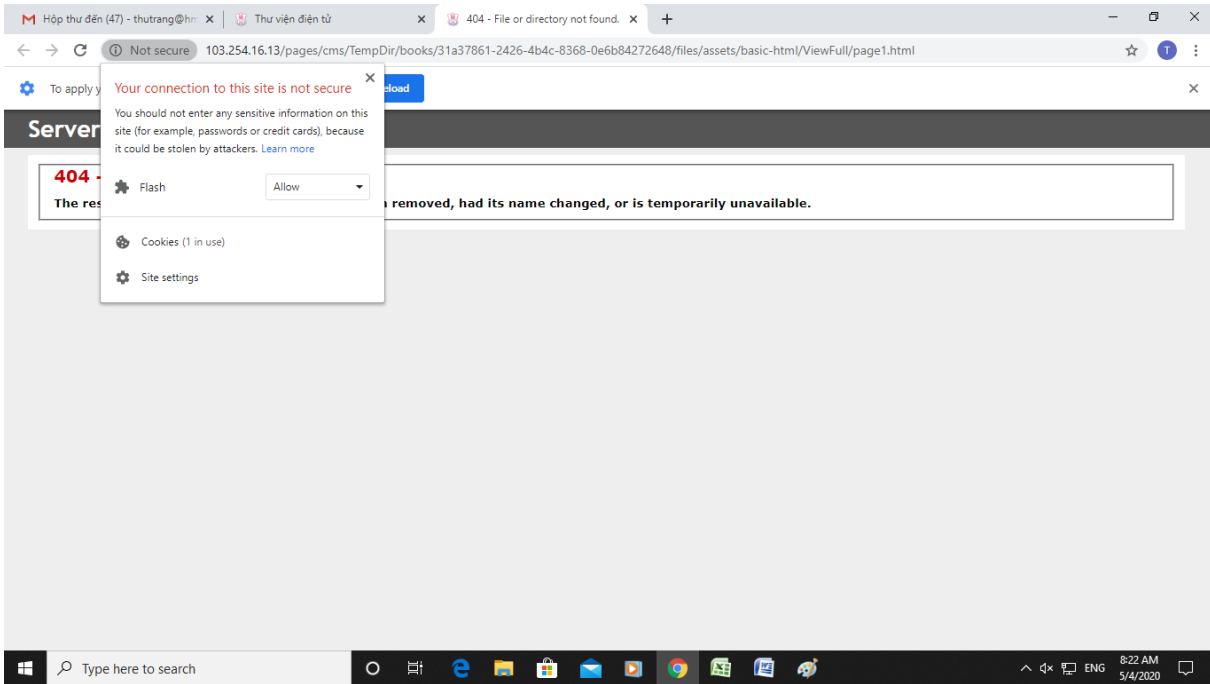 Hộp thư đến (47) - thutrang@hm
Thư viện điện tử
404 - File or directory not found.
Not secure
103.254.16.13/pages/cms/TempDir/books/31a37861-2426-4b4c-8368-0e6b84272648/files/assets/basic-html/ViewFull/page1.html
T
To apply y
eload
Your connection to this site is not secure
You should not enter any sensitive information on this
site (for example, passwords or credit cards), because
it could be stolen by attackers. Learn more
Flash
Allow
Cookies (1 in use)
Site settings
Server
404 -
The res
removed, had its name changed, or is temporarily unavailable.
Type here to search
ENG
8:22 AM
5/4/2020